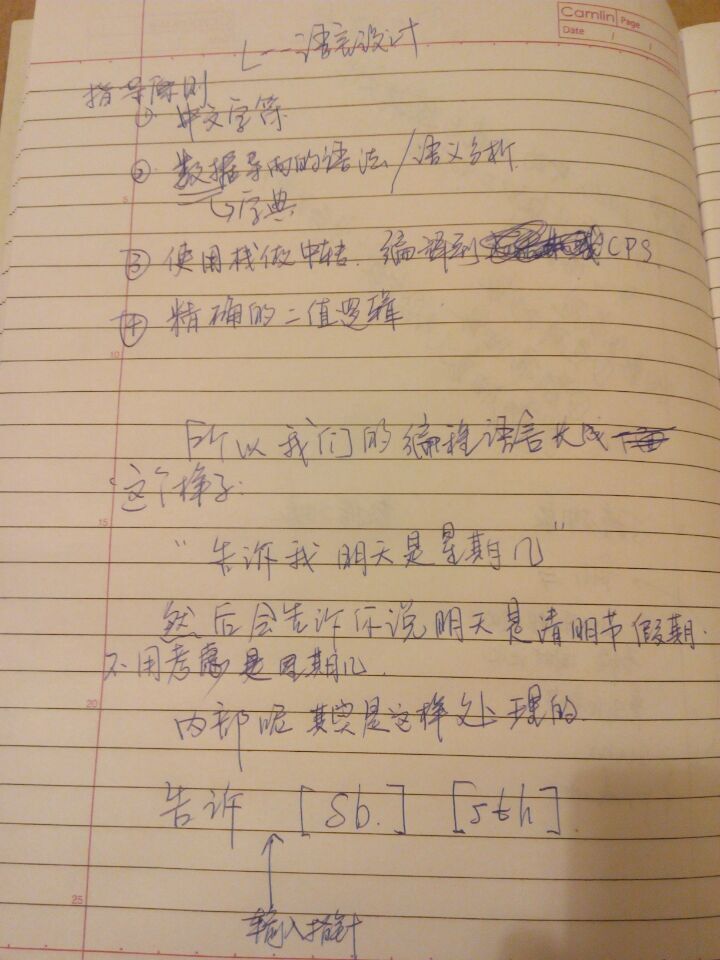 Camlin Page
Date / /
L---语言设计
指导原则
① 中文字符
② 数据导向的语法/语义分析
↳字典
③ 使用栈做中转. 编译到 CPS
④ 精确的二值逻辑
所以我们的编程语言长成
这个样子:
“告诉我 明天是星期几”
然后会告诉你说明天是清明节假期.
不用考虑是星期几.
内部呢 其实是这样处理的
告诉 [Sb.] [sth]
输入指针
5
10
15
20
25